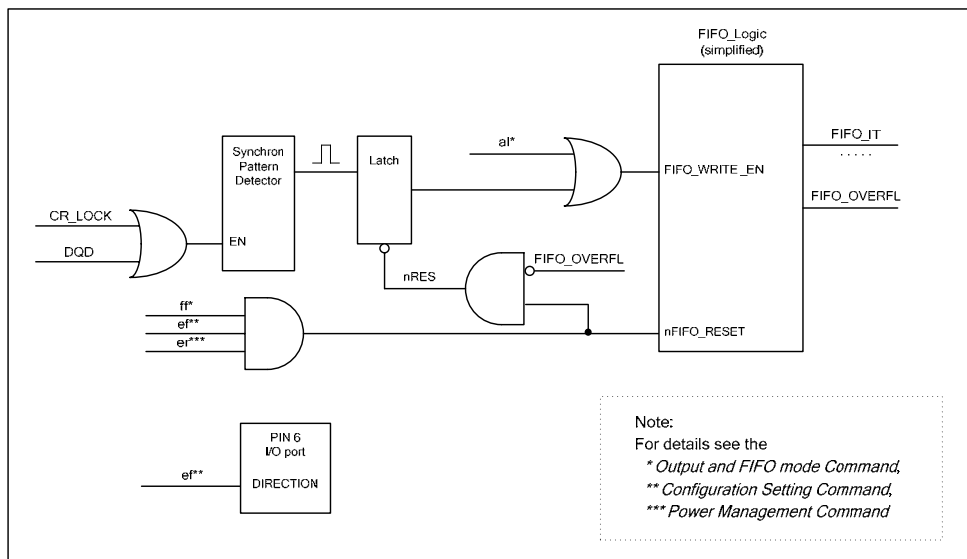 FIFO_Logic
(simplified)
al*
FIFO_IT
.....
Synchron
Pattern
Detector
Latch
FIFO_WRITE_EN
FIFO_OVERFL
CR_LOCK
EN
DQD
nRES
FIFO_OVERFL
ff*
ef**
er***
nFIFO_RESET
PIN 6
I/O port
ef**
DIRECTION
Note:
For details see the
* Output and FIFO mode Command,
** Configuration Setting Command,
*** Power Management Command